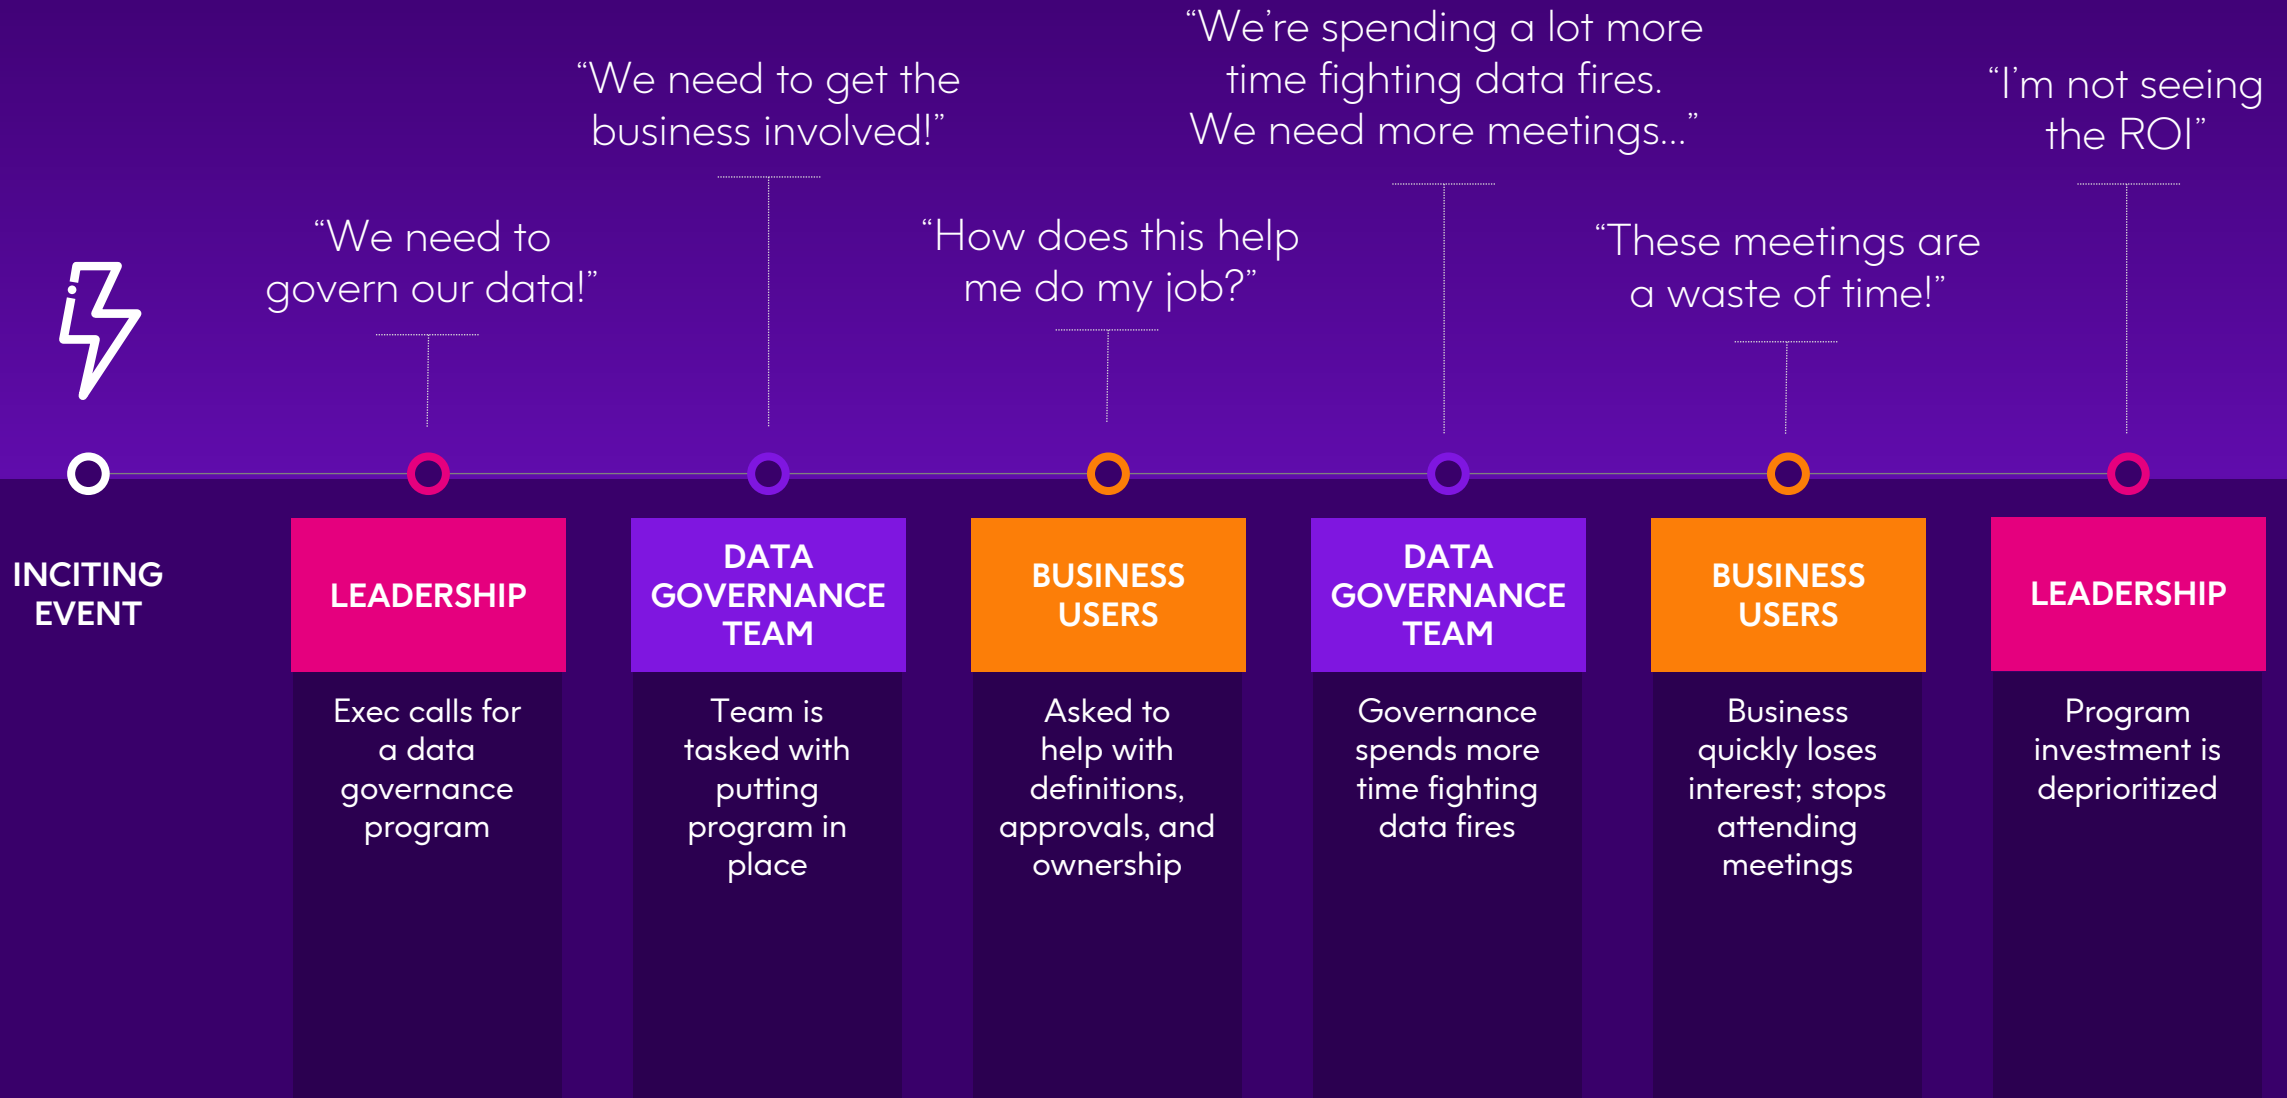 “We need to
govern our data!”
“We need to get the
business involved!”
“How does this help
me do my job?”
“We’re spending a lot more
time fighting data fires.
We need more meetings...”
“These meetings are
a waste of time!”
“I’m not seeing
the ROI”
INCITING
EVENT
LEADERSHIP
Exec calls for
a data
governance
program
DATA
GOVERNANCE
TEAM
Team is
tasked with
putting
program in
place
BUSINESS
USERS
Asked to
help with
definitions,
approvals, and
ownership
DATA
GOVERNANCE
TEAM
Governance
spends more
time fighting
data fires
BUSINESS
USERS
Business
quickly loses
interest; stops
attending
meetings
LEADERSHIP
Program
investment is
deprioritized